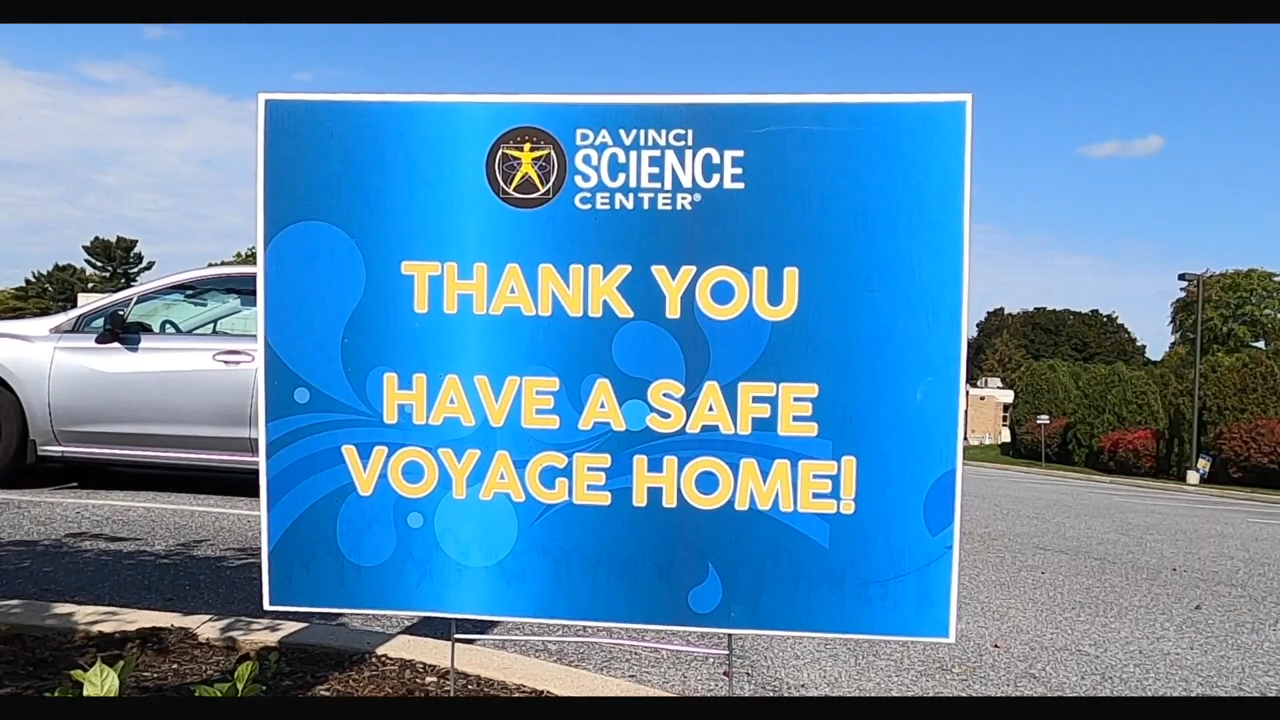 DA VINCI
SCIENCE
CENTER®
THANK YOU
HAVE A SAFE
VOYAGE HOME!